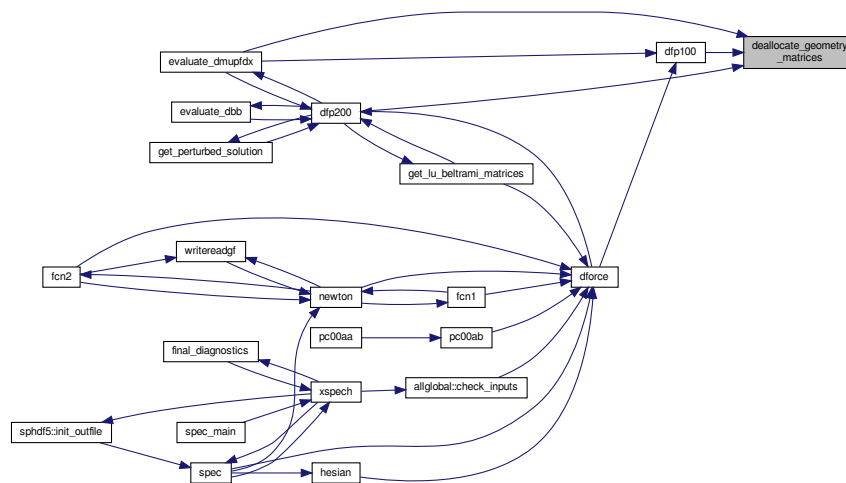 deallocate_geometry
_matrices
dfp100
evaluate_dmupfdx
evaluate_dbb
dfp200
get_perturbed_solution
get_lu_beltrami_matrices
writereadgf
fcn2
dforce
newton
fcn1
pc00aa
pc00ab
final_diagnostics
xspech
allglobal::check_inputs
sphdf5::init_outfile
spec_main
spec
hesian